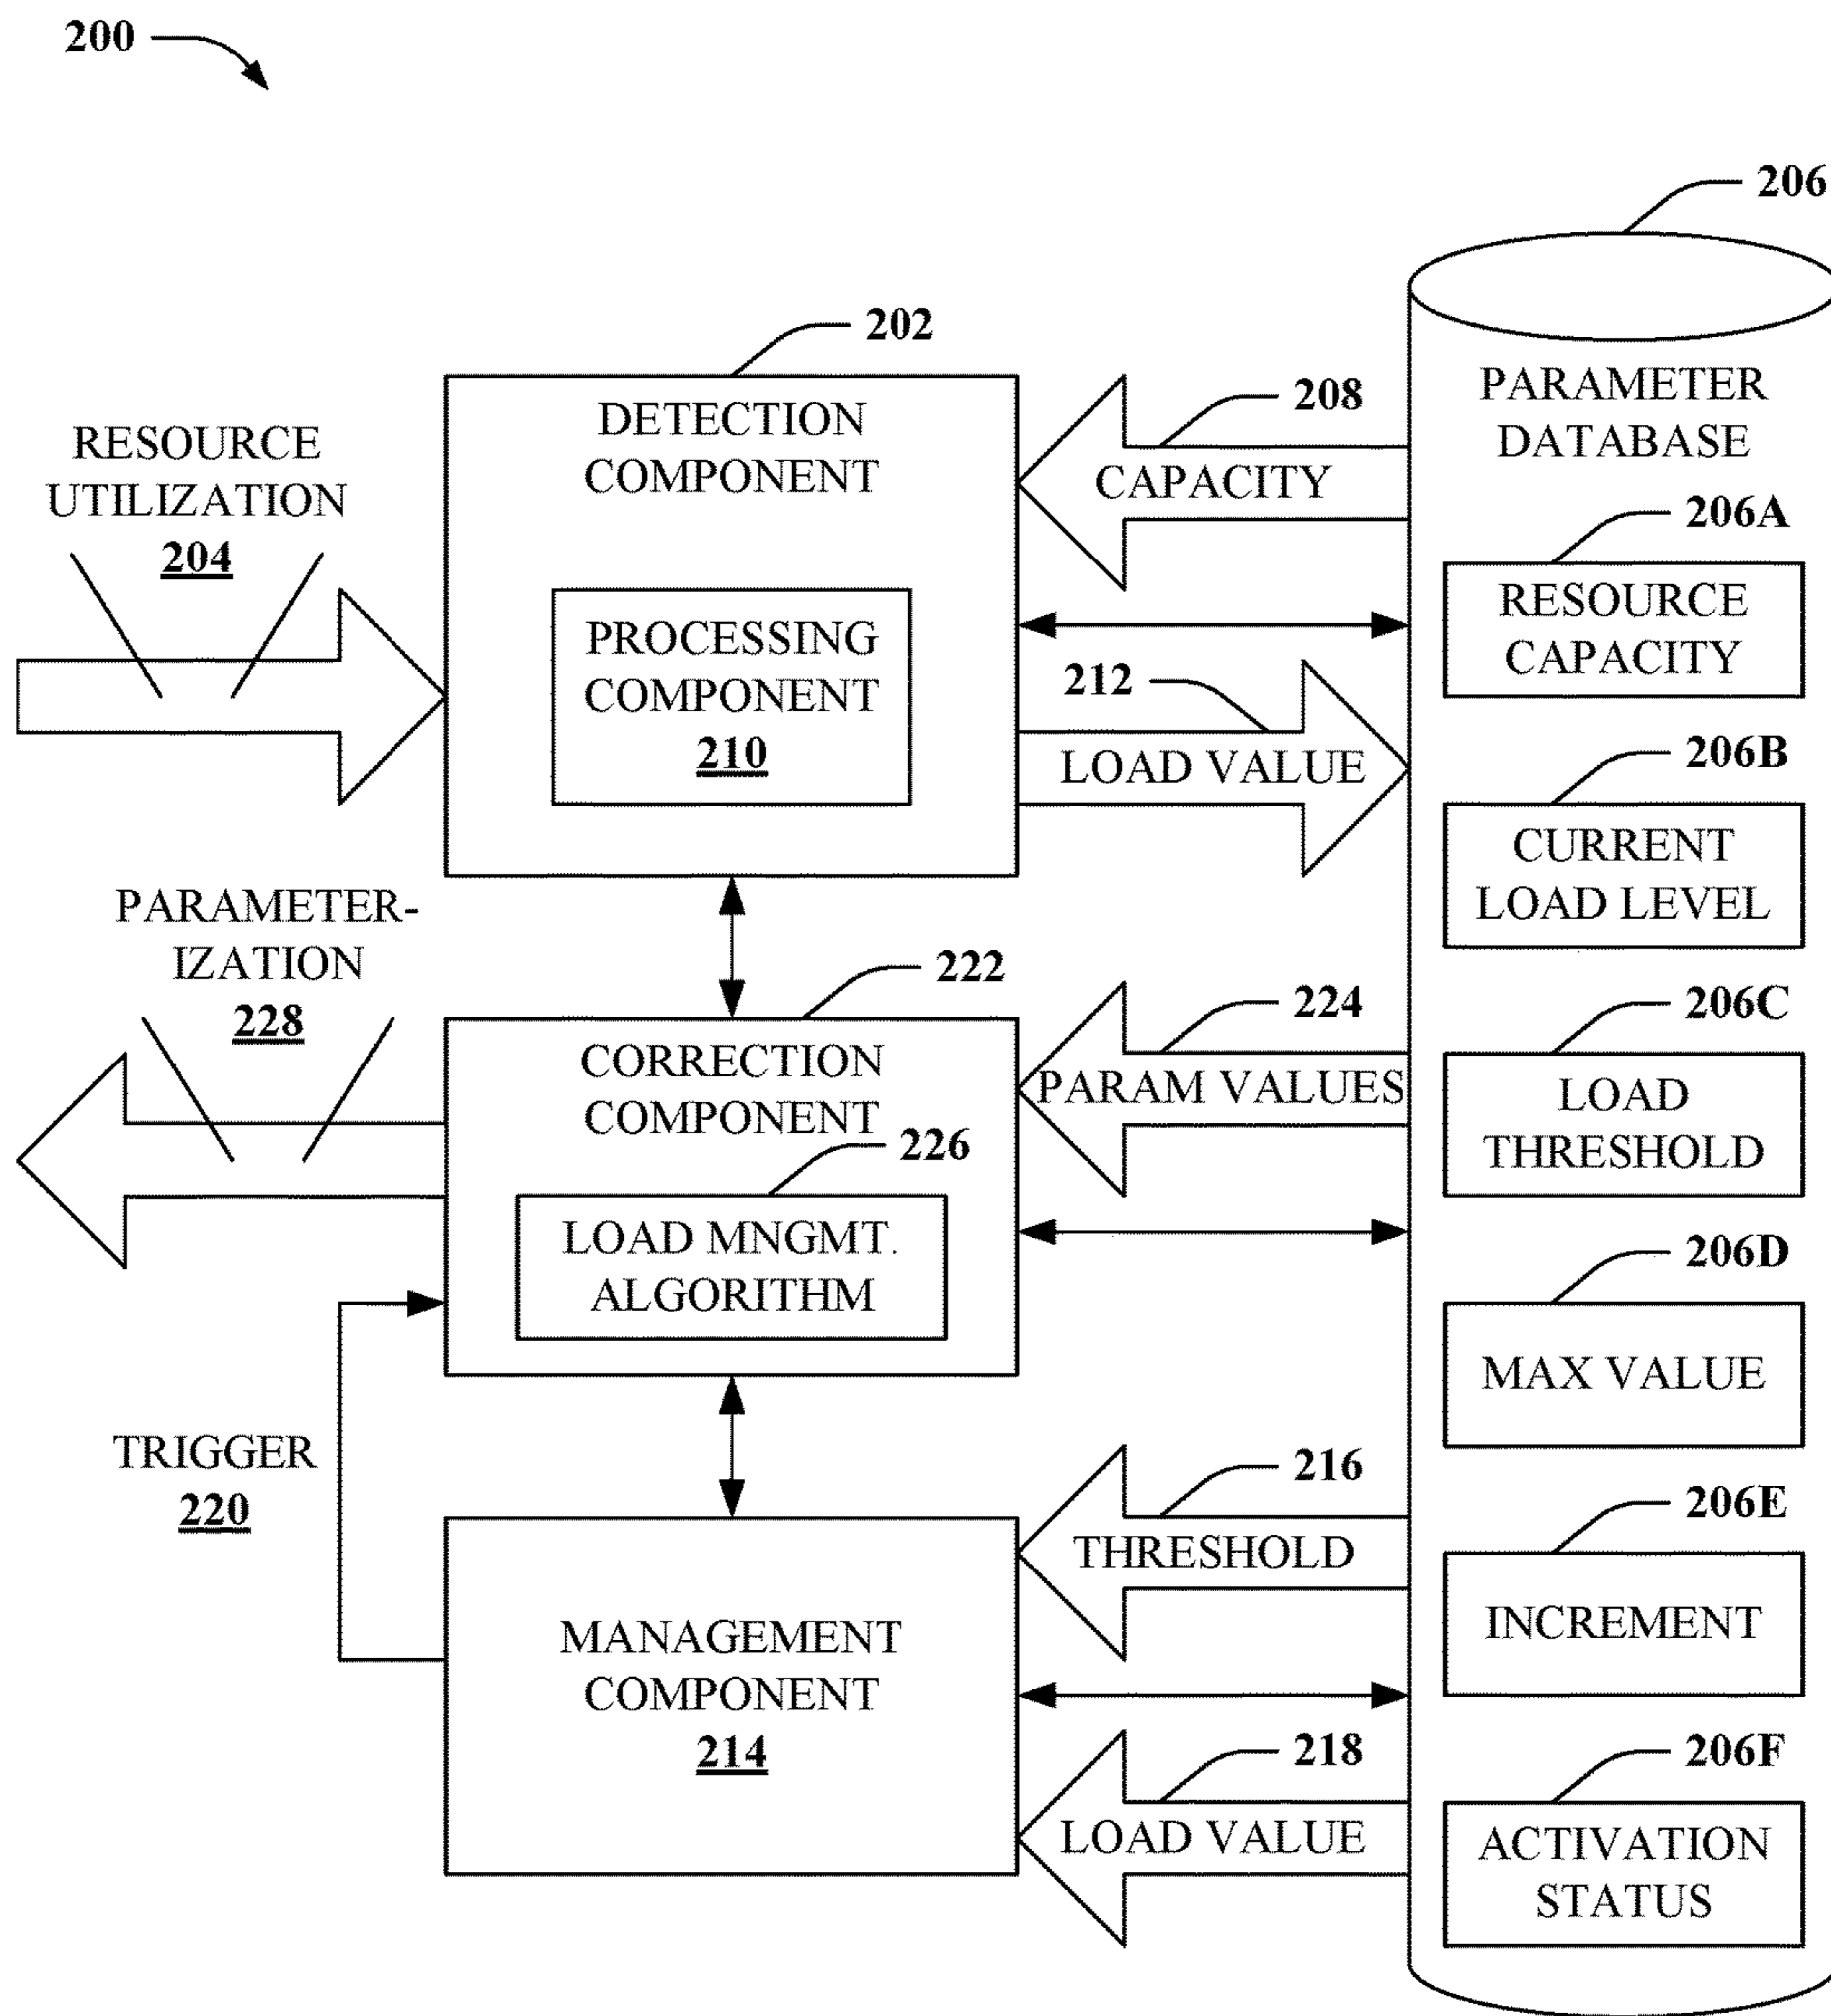 200
206
202
DETECTION
COMPONENT
208
CAPACITY
PARAMETER
DATABASE
RESOURCE
UTILIZATION
204
PROCESSING
COMPONENT
210
206A
RESOURCE
CAPACITY
212
LOAD VALUE
206B
CURRENT
LOAD LEVEL
PARAMETER-
IZATION
228
222
CORRECTION
COMPONENT
224
PARAM VALUES
206C
LOAD
THRESHOLD
226
LOAD MNGMT.
ALGORITHM
206D
MAX VALUE
TRIGGER
220
216
THRESHOLD
206E
INCREMENT
MANAGEMENT
COMPONENT
214
218
LOAD VALUE
206F
ACTIVATION
STATUS